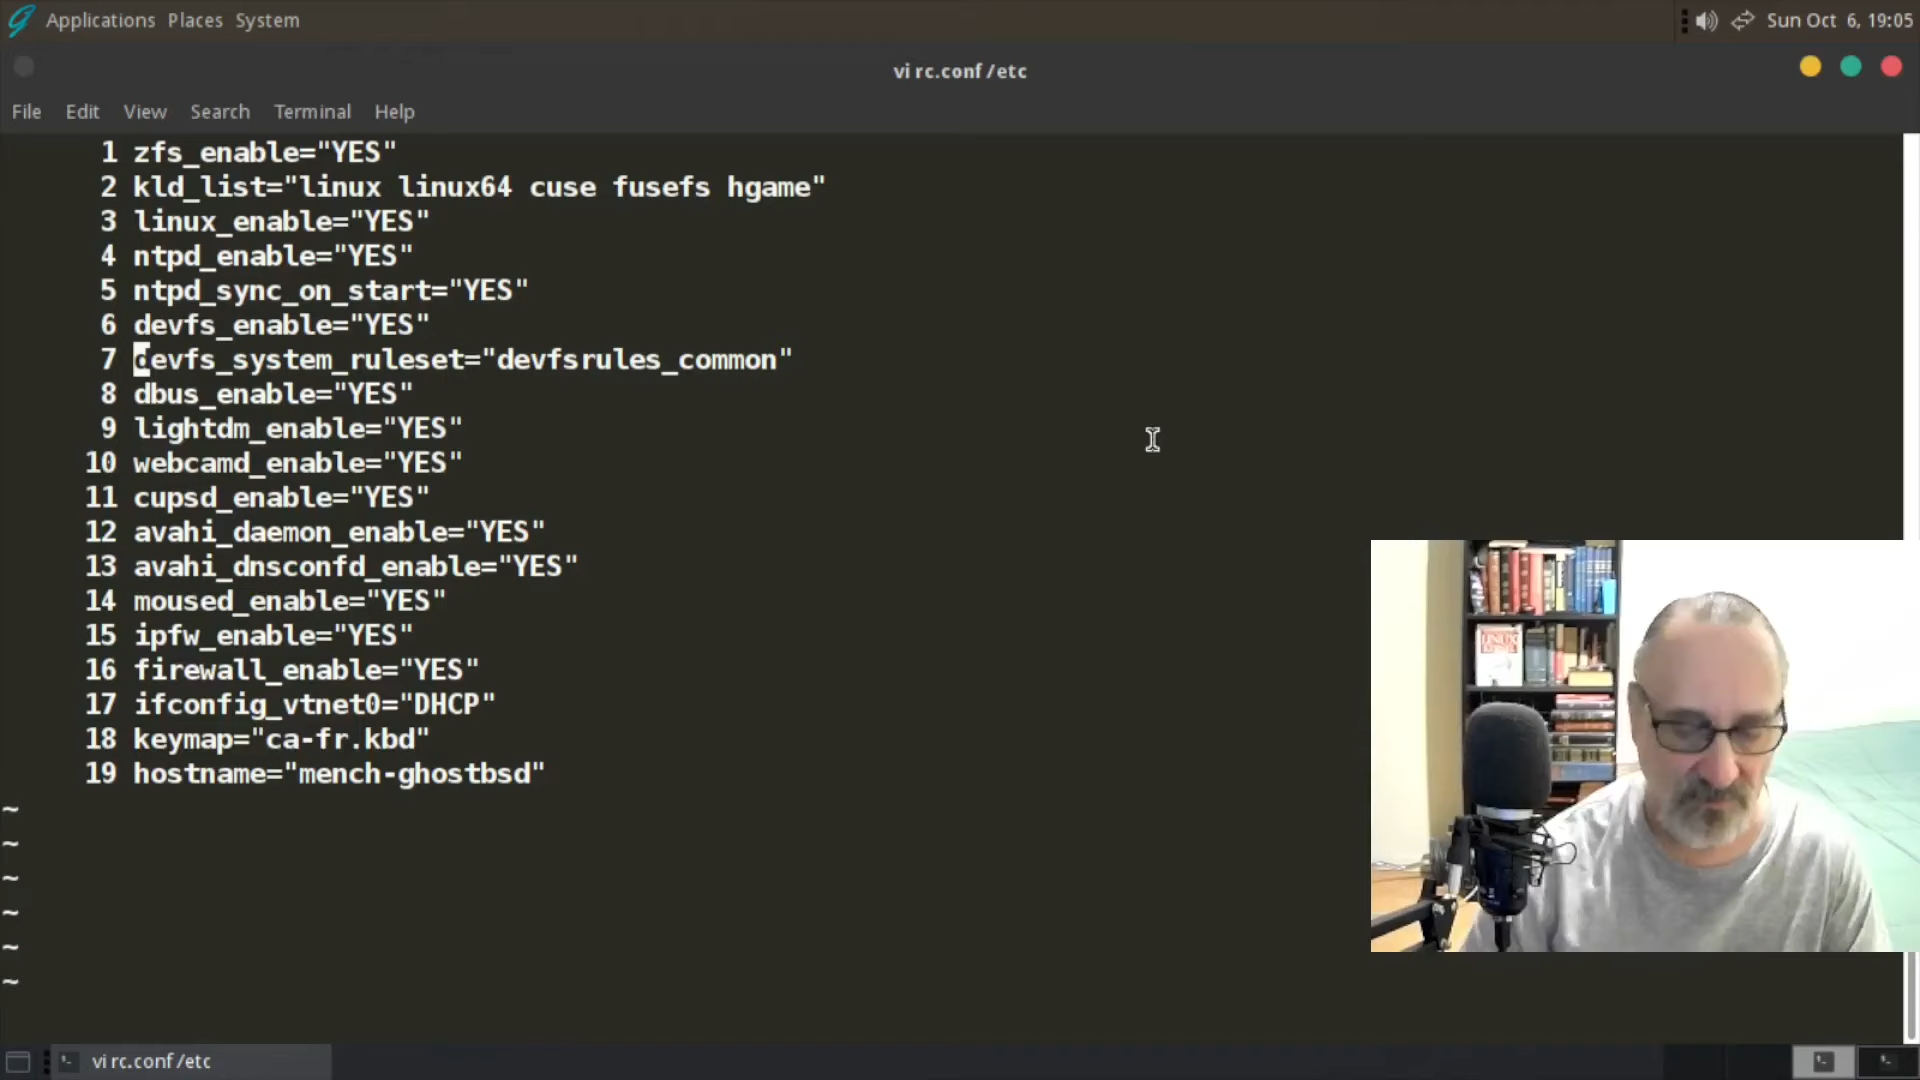 Applications Places System
Sun Oct 6, 19:05
vi rc.conf /etc
File Edit View Search Terminal Help
1 zfs_enable="YES"
2 kld_list="linux linux64 cuse fusefs hgame"
3 linux_enable="YES"
4 ntpd_enable="YES"
5 ntpd_sync_on_start="YES"
6 devfs_enable="YES"
7 devfs_system_ruleset="devfsrules_common"
8 dbus_enable="YES"
9 lightdm_enable="YES"
10 webcamd_enable="YES"
11 cupsd_enable="YES"
12 avahi_daemon_enable="YES"
13 avahi_dnsconfd_enable="YES"
14 moused_enable="YES"
15 ipfw_enable="YES"
16 firewall_enable="YES"
17 ifconfig_vtnet0="DHCP"
18 keymap="ca-fr.kbd"
19 hostname="mench-ghostbsd"
~
~
~
~
~
~
LINUX
vi rc.conf /etc